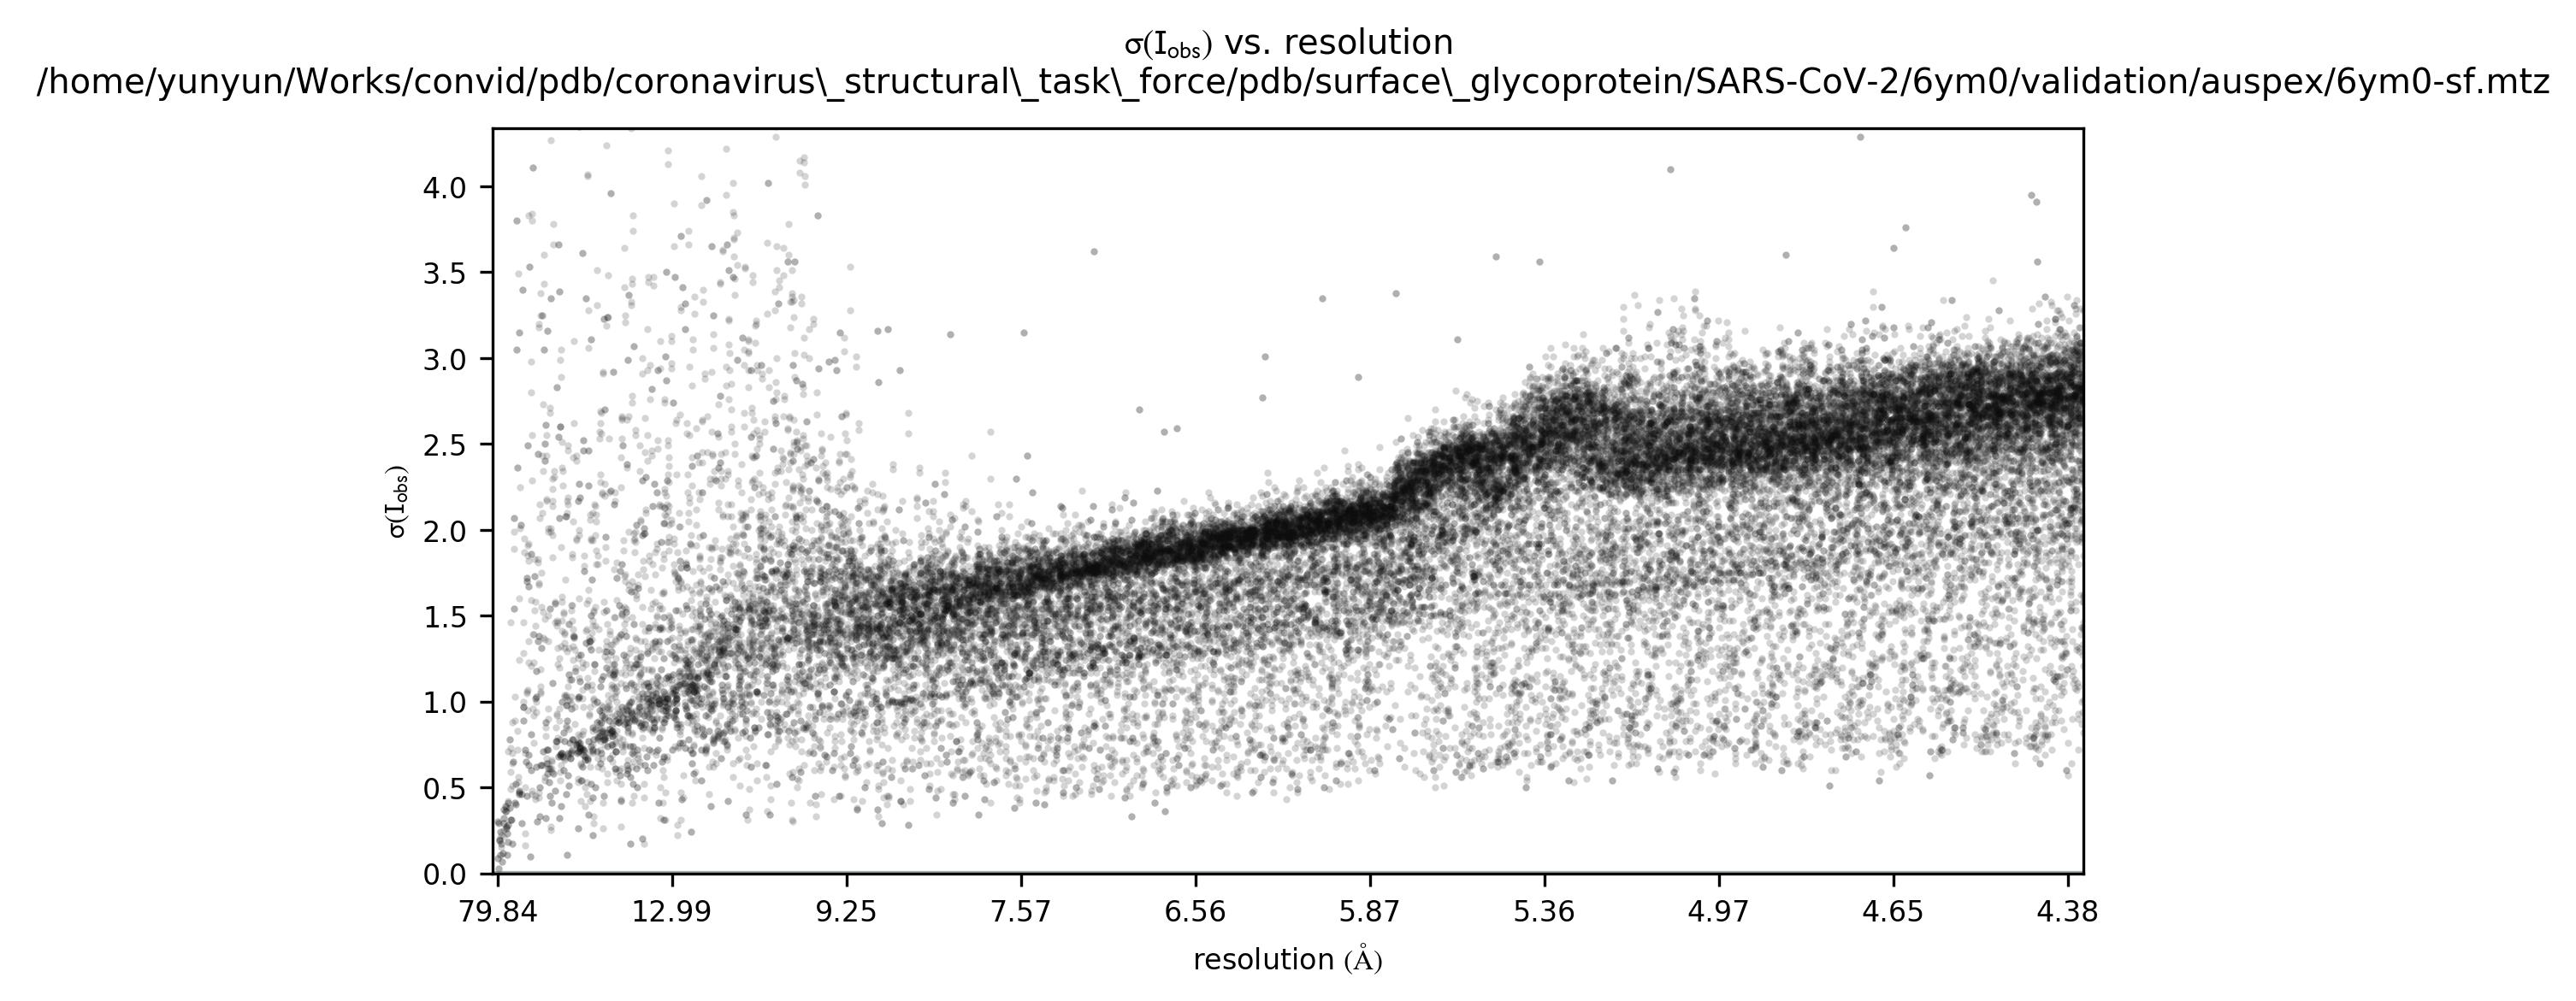 σ(I_obs) vs. resolution
/home/yunyun/Works/convid/pdb/coronavirus\_structural\_task\_force/pdb/surface\_glycoprotein/SARS-CoV-2/6ym0/validation/auspex/6ym0-sf.mtz
σ(I_obs)
4.0
3.5
3.0
2.5
2.0
1.5
1.0
0.5
0.0
79.84 12.99 9.25 7.57 6.56 5.87 5.36 4.97 4.65 4.38
resolution (Å)